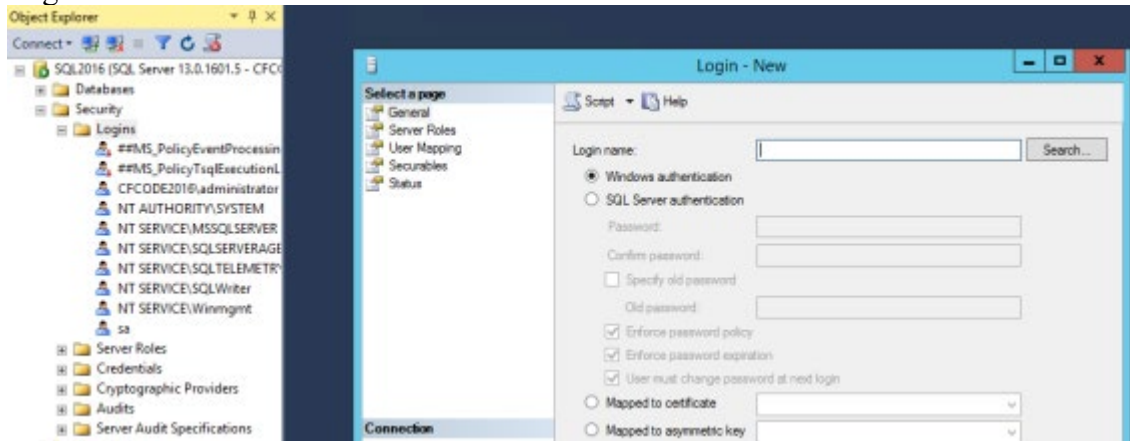 Object Explorer
Connect
SQL2016 (SQL Server 13.0.1601.5 - CFC
Databases
Security
Logins
##MS_PolicyEventProcessin
##MS_PolicyTsqlExecutionL
CFCODE2016\administrator
NT AUTHORITY\SYSTEM
NT SERVICE\MSSQLSERVER
NT SERVICE\SQLSERVERAGE
NT SERVICE\SQLTELEMETR
NT SERVICE\SQLWriter
NT SERVICE\Winmgmt
sa
Server Roles
Credentials
Cryptographic Providers
Audits
Server Audit Specifications
Login - New
Select a page
General
Server Roles
User Mapping
Securables
Status
Connection
Script Help
Login name: Search...
Windows authentication
SQL Server authentication
Password:
Confirm password:
Specify old password
Old password:
Enforce password policy
Enforce password expiration
User must change password at next login
Mapped to certificate
Mapped to asymmetric key